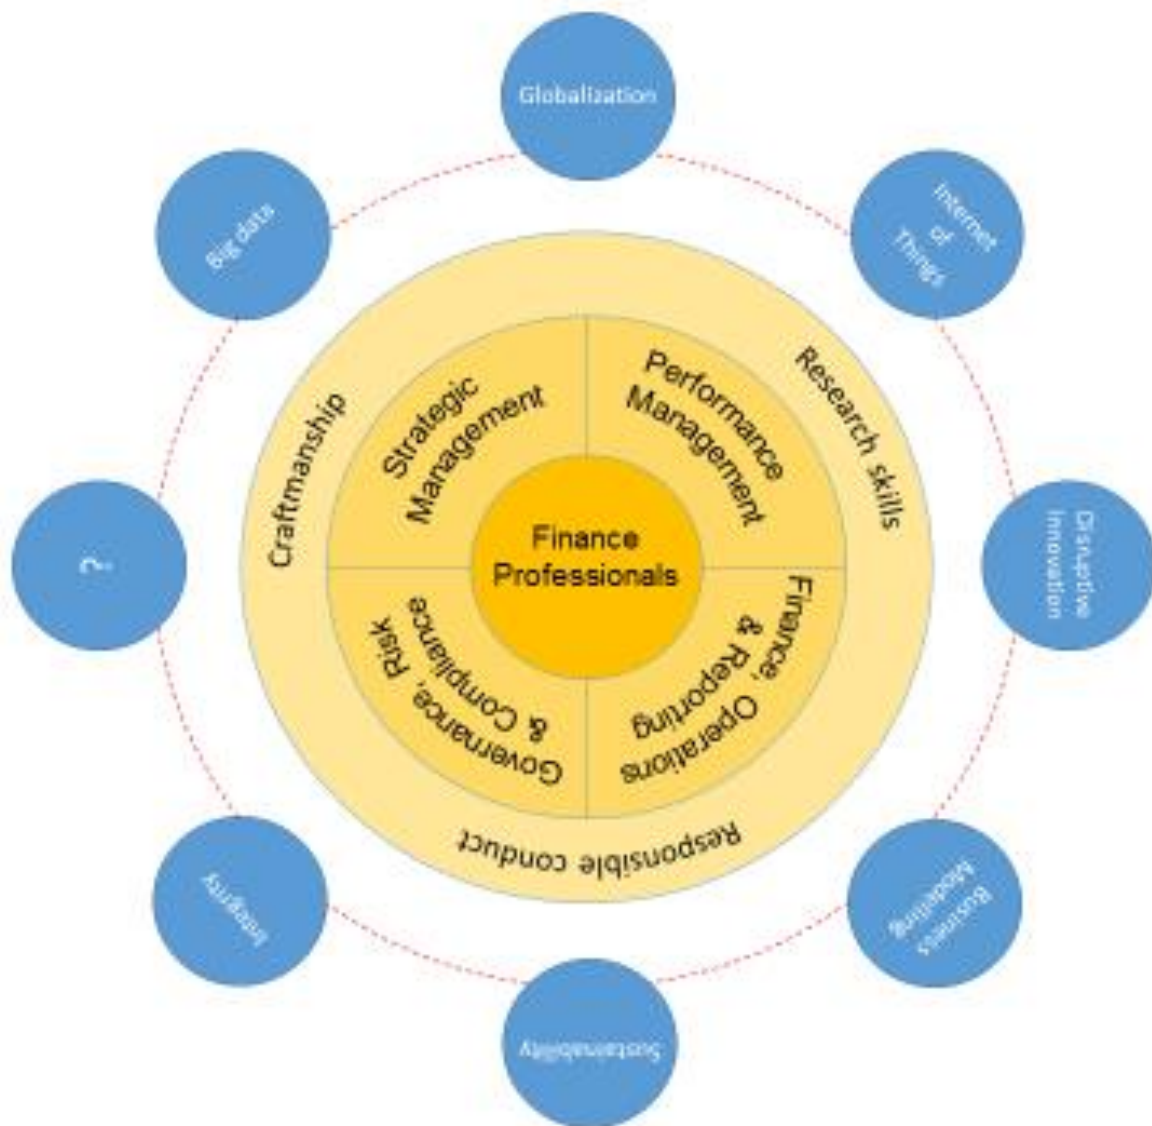 Globalization
Internet
of
Things
Disruptive
Innovation
Business
Modelling
Sustainability
Integrity
?
Big data
Craftmanship
Research skills
Responsible conduct
Strategic
Management
Performance
Management
Finance, Operations
& Reporting
Governance, Risk
& Compliance
Finance
Professionals